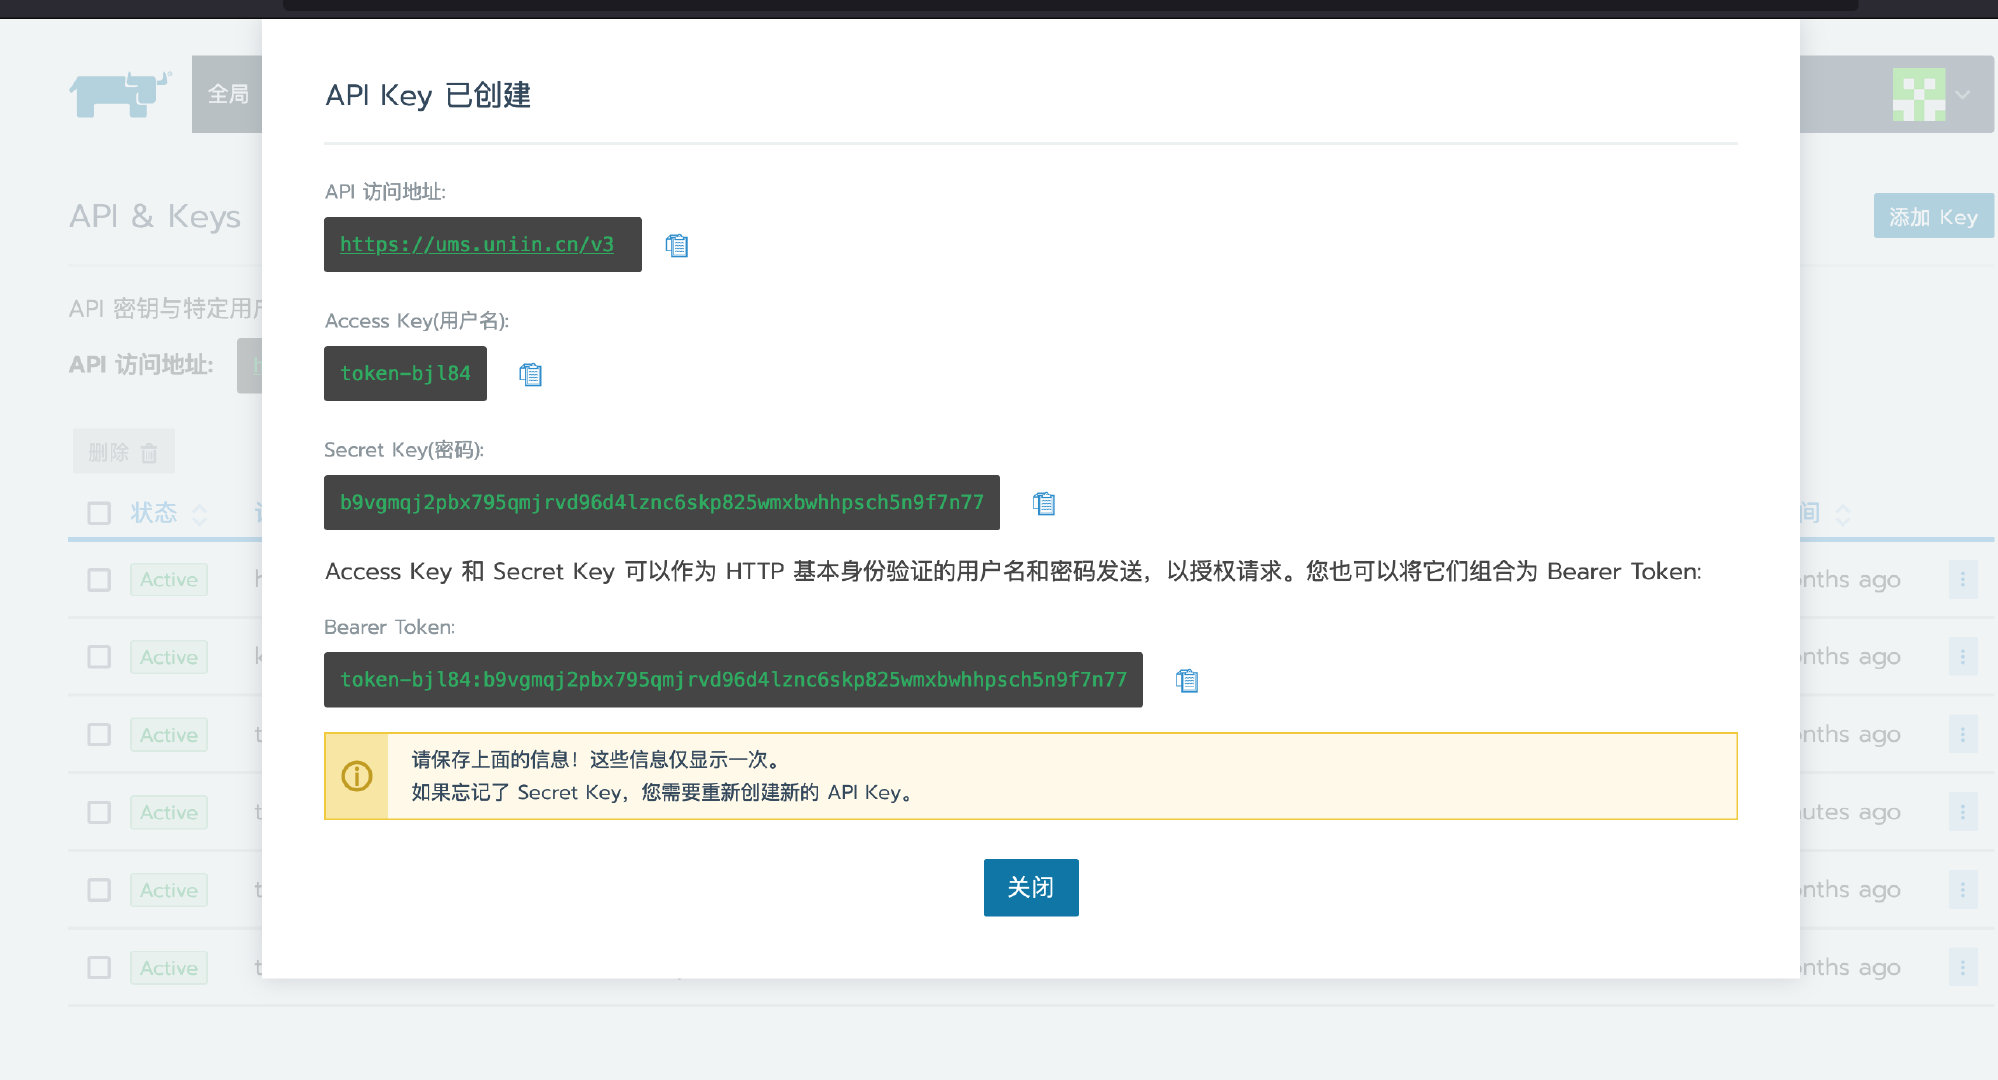 API Key 已创建
全局
API 访问地址:
https://ums.uniin.cn/v3
API & Keys
添加 Key
API 密钥与特定用户
Access Key(用户名):
token-bjl84
API 访问地址:
Secret Key(密码):
删除
b9vgmqj2pbx795qmjrvd96d4lznc6skp825wmxbwhhpsch5n9f7n77
状态
间
Access Key 和 Secret Key 可以作为 HTTP 基本身份验证的用户名和密码发送，以授权请求。您也可以将它们组合为 Bearer Token:
Active
ago
Bearer Token:
token-bjl84:b9vgmqj2pbx795qmjrvd96d4lznc6skp825wmxbwhhpsch5n9f7n77
Active
ago
Active
ago
请保存上面的信息！这些信息仅显示一次。
如果忘记了 Secret Key，您需要重新创建新的 API Key。
Active
ago
关闭
Active
ago
Active
ago